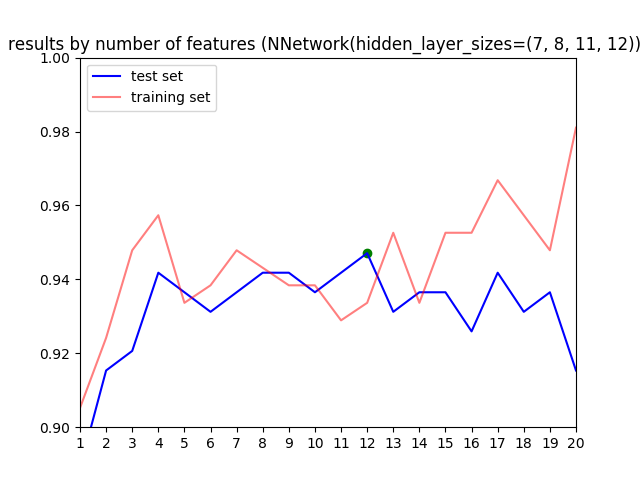 results by number of features (NNetwork(hidden_layer_sizes=(7, 8, 11, 12))
1.00
test set
training set
0.98
0.96
0.94
0.92
0.90
1 2 3 4 5 6 7 8 9 10 11 12 13 14 15 16 17 18 19 20